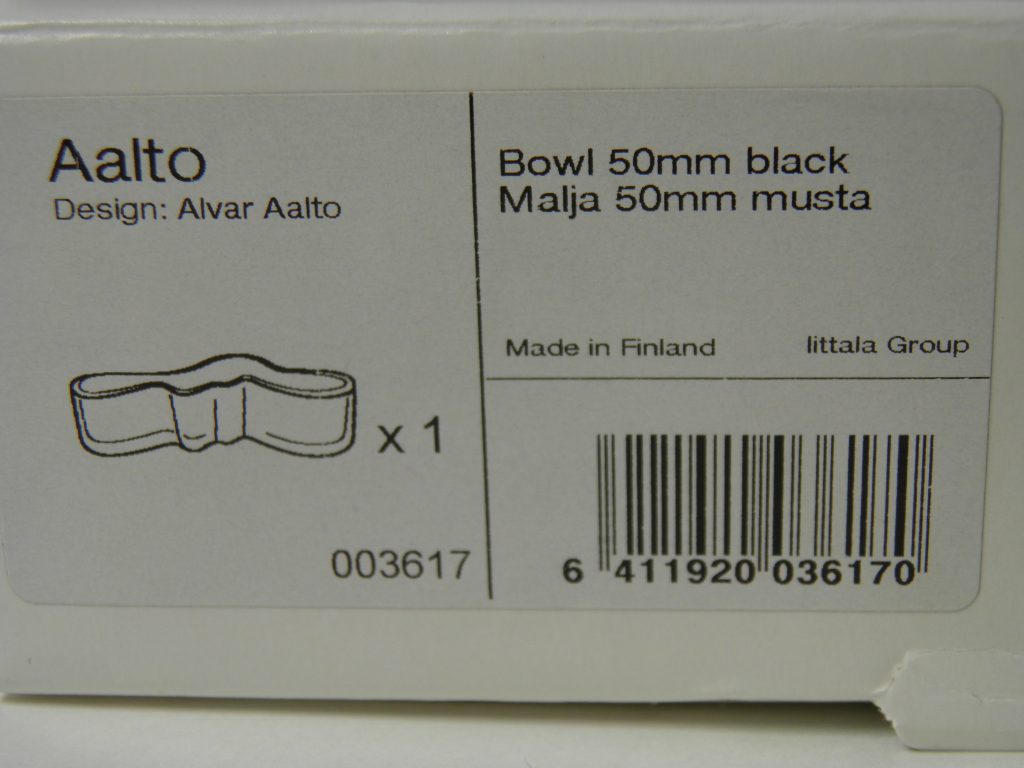 Aalto
Design: Alvar Aalto
x 1
003617
Bowl 50mm black
Malja 50mm musta
Made in Finland
Iittala Group
6 411920 036170